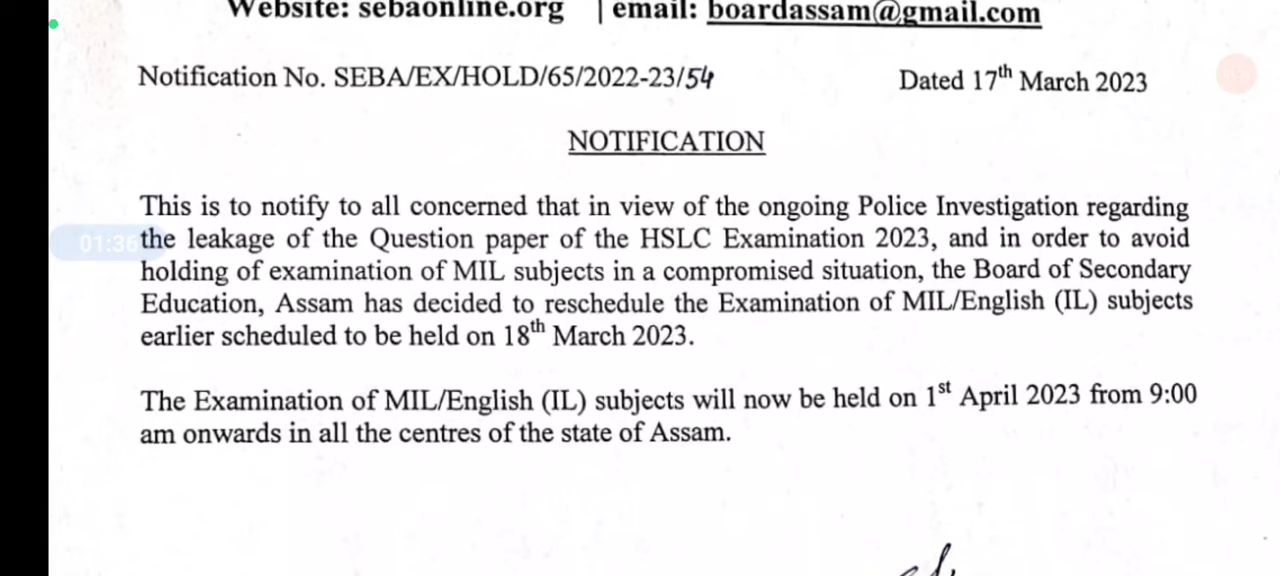 Website: sebaonline.org | email: boardassam@gmail.com
Notification No. SEBA/EX/HOLD/65/2022-23/54 Dated 17th March 2023
NOTIFICATION
This is to notify to all concerned that in view of the ongoing Police Investigation regarding
01:36 the leakage of the Question paper of the HSLC Examination 2023, and in order to avoid
holding of examination of MIL subjects in a compromised situation, the Board of Secondary
Education, Assam has decided to reschedule the Examination of MIL/English (IL) subjects
earlier scheduled to be held on 18th March 2023.
The Examination of MIL/English (IL) subjects will now be held on 1st April 2023 from 9:00
am onwards in all the centres of the state of Assam.